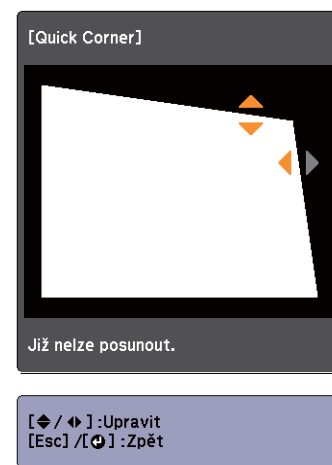 [Quick Corner]
Již nelze posunout.
[ / ] :Upravit
[Esc] /[ ] :Zpět